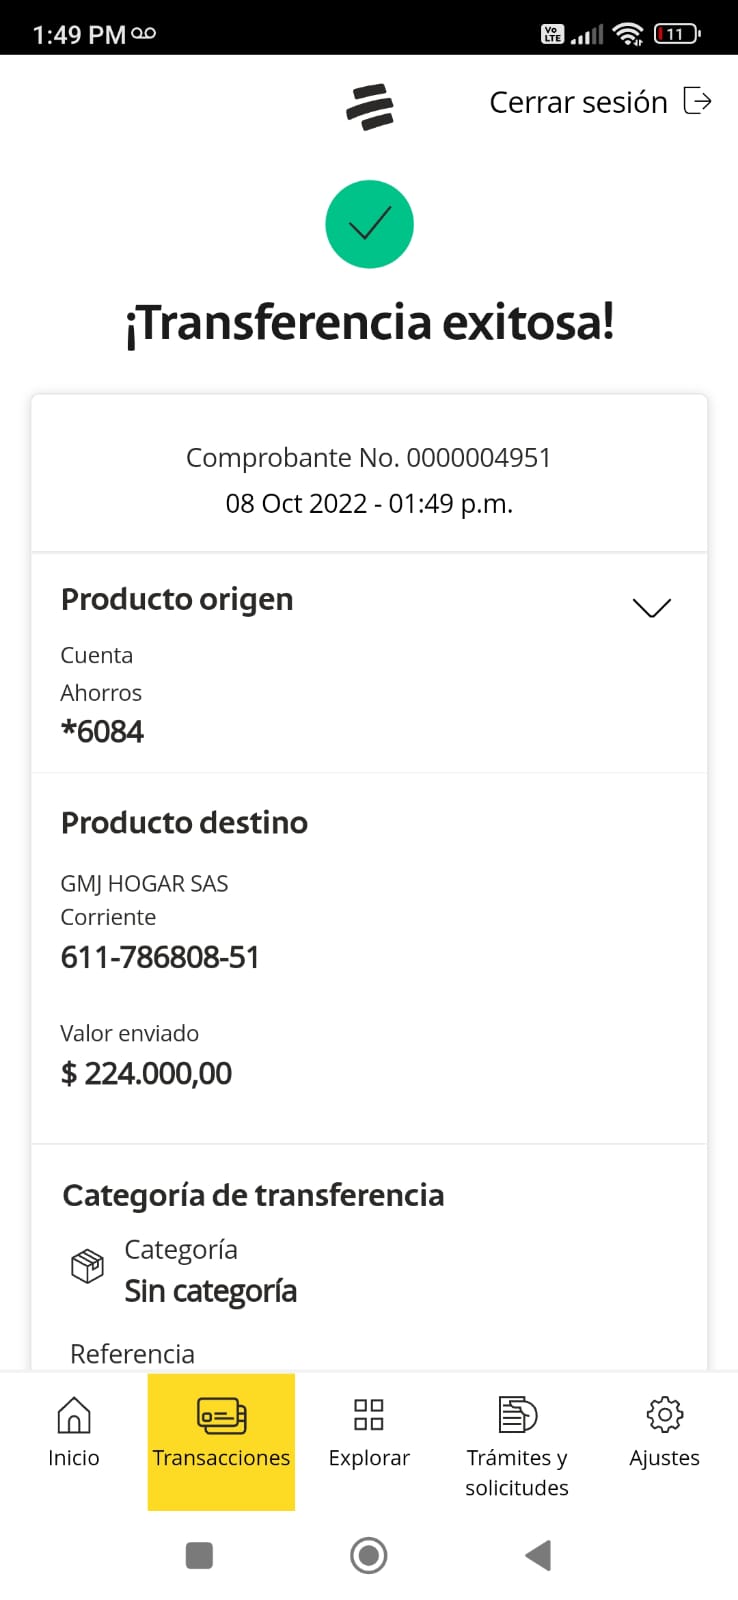 1:49 PM
Vo LTE
11
Cerrar sesión
¡Transferencia exitosa!
Comprobante No. 0000004951
08 Oct 2022 - 01:49 p.m.
Producto origen
Cuenta
Ahorros
*6084
Producto destino
GMJ HOGAR SAS
Corriente
611-786808-51
Valor enviado
$ 224.000,00
Categoría de transferencia
Categoría
Sin categoría
Referencia
Inicio
Transacciones
Explorar
Trámites y
solicitudes
Ajustes